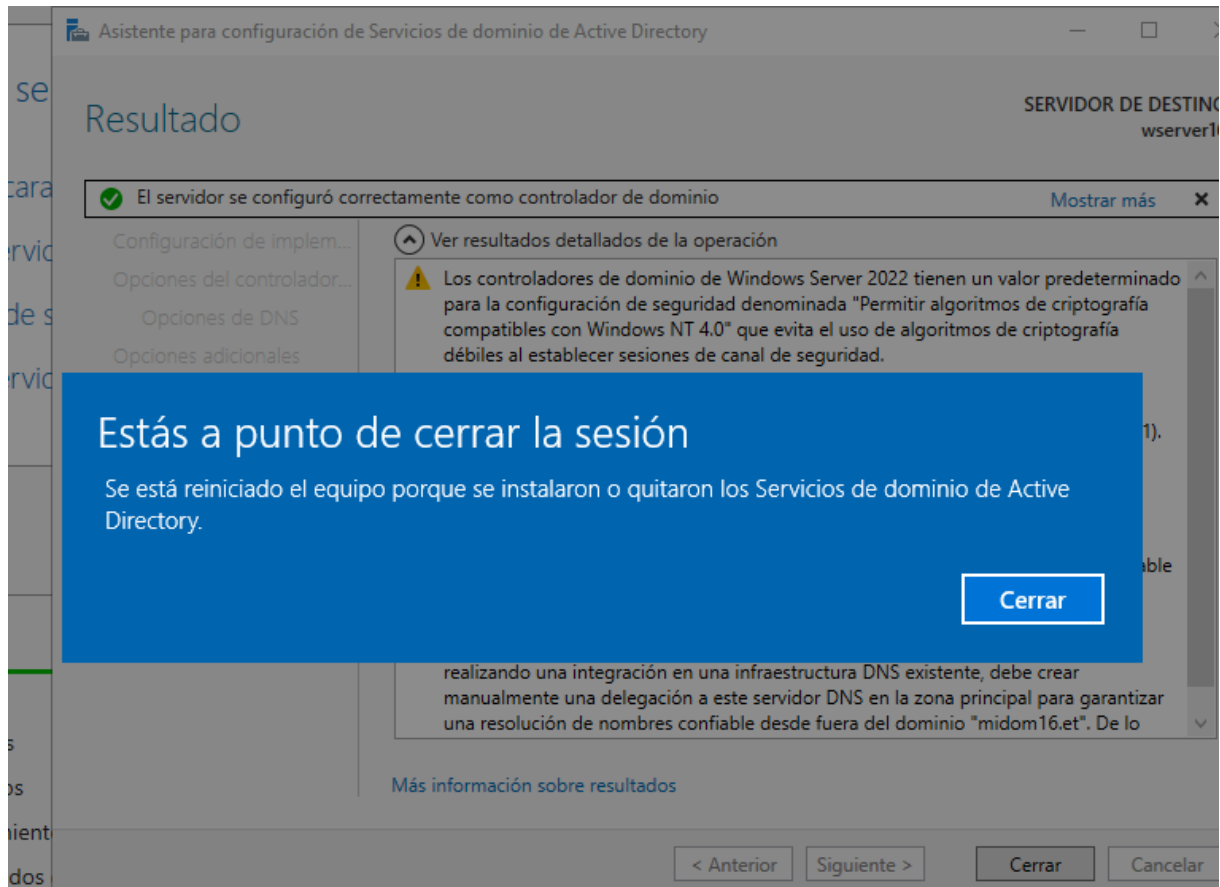 Asistente para configuración de Servicios de dominio de Active Directory
se
Resultado
SERVIDOR DE DESTINO
wserver16
El servidor se configuró correctamente como controlador de dominio
Mostrar más
Configuración de implem...
Ver resultados detallados de la operación
Opciones del controlador...
Los controladores de dominio de Windows Server 2022 tienen un valor predeterminado
para la configuración de seguridad denominada "Permitir algoritmos de criptografía
Opciones de DNS
compatibles con Windows NT 4.0" que evita el uso de algoritmos de criptografía
Opciones adicionales
débiles al establecer sesiones de canal de seguridad.
1).
Estás a punto de cerrar la sesión
Se está reiniciado el equipo porque se instalaron o quitaron los Servicios de dominio de Active
Directory.
Cerrar
realizando una integración en una infraestructura DNS existente, debe crear
manualmente una delegación a este servidor DNS en la zona principal para garantizar
una resolución de nombres confiable desde fuera del dominio "midom16.et". De lo
Más información sobre resultados
< Anterior
Siguiente >
Cerrar
Cancelar